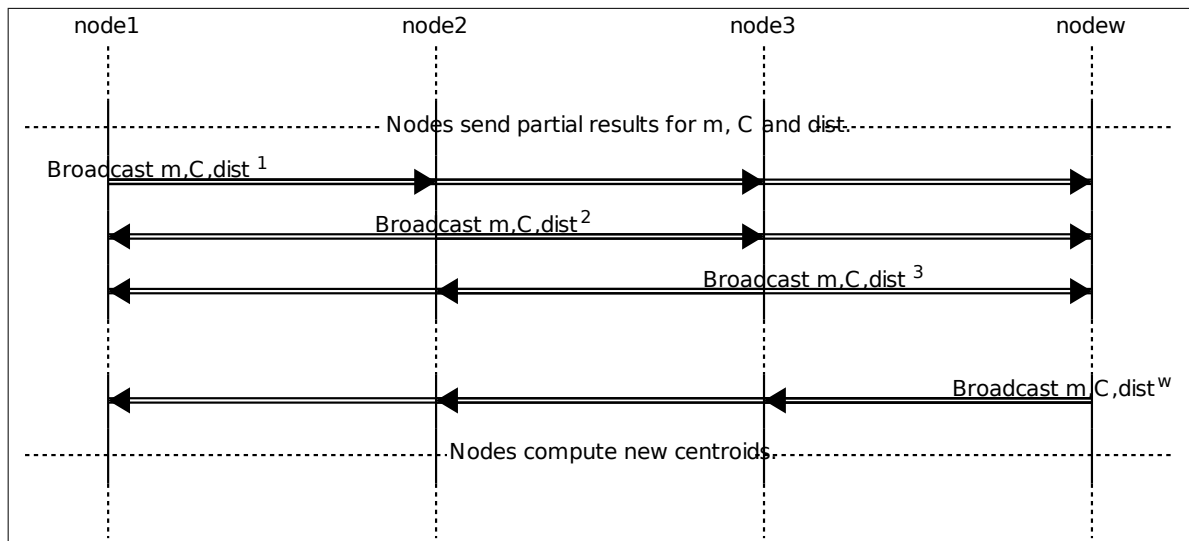 node1 node2 node3 nodew
Nodes send partial results for m, C and dist.
Broadcast m,C,dist 1
Broadcast m,C,dist 2
Broadcast m,C,dist 3
Broadcast m,C,dist w
Nodes compute new centroids.